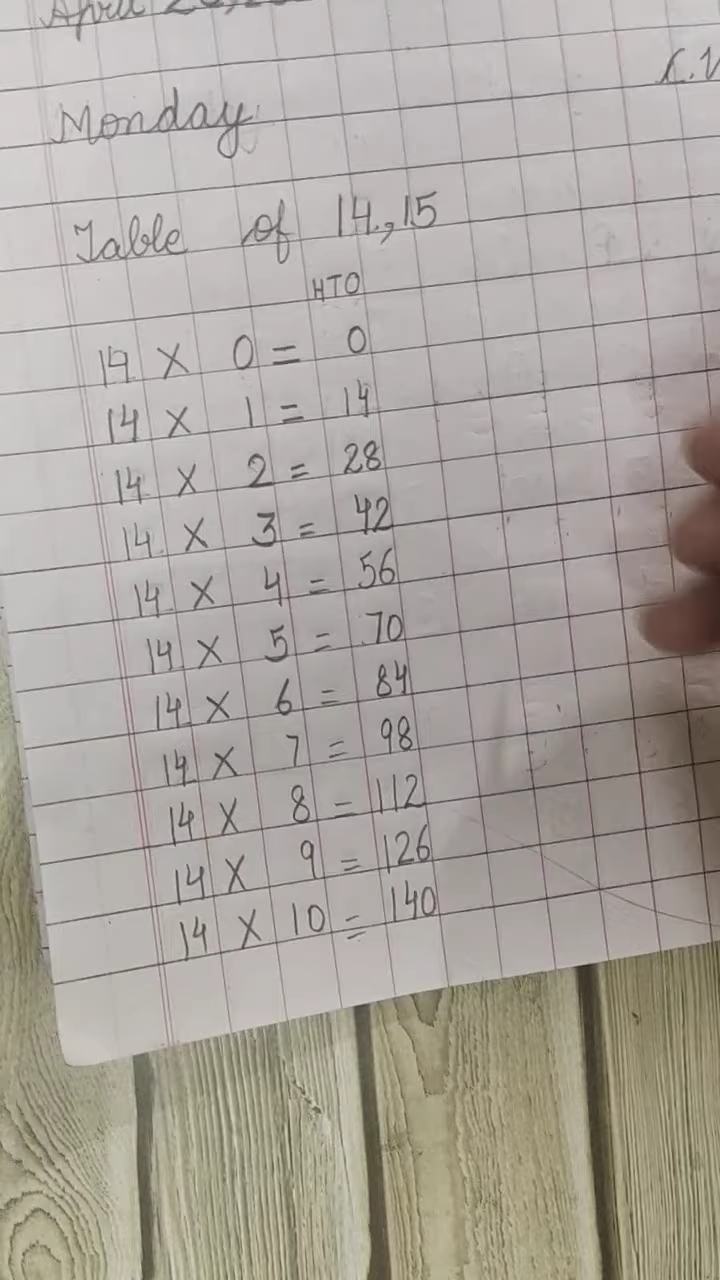 April
Monday
Table of 14,15
HTO
14 X 0 = 0
14 X 1 = 14
14 X 2 = 28
14 X 3 = 42
14 X 4 = 56
14 X 5 = 70
14 X 6 = 84
14 X 7 = 98
14 X 8 = 112
14 X 9 = 126
14 X 10 = 140